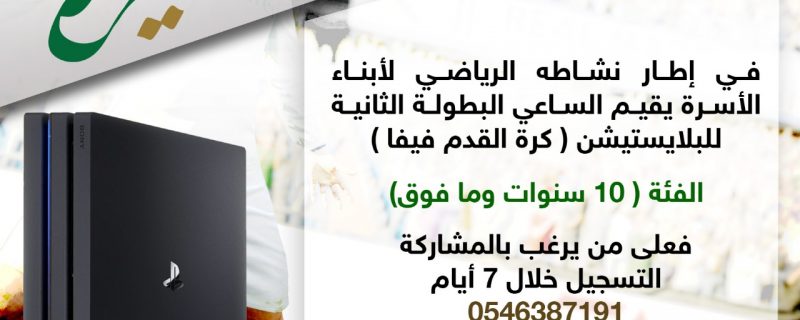 في إطار نشاطه الرياضي لأبناء
الأسرة يقيم الساعي البطولة الثانية
للبلايستيشن ( كرة القدم فيفا )
الفئة ( 10 سنوات وما فوق)
فعلى من يرغب بالمشاركة
التسجيل خلال 7 أيام
0546387191
SONY